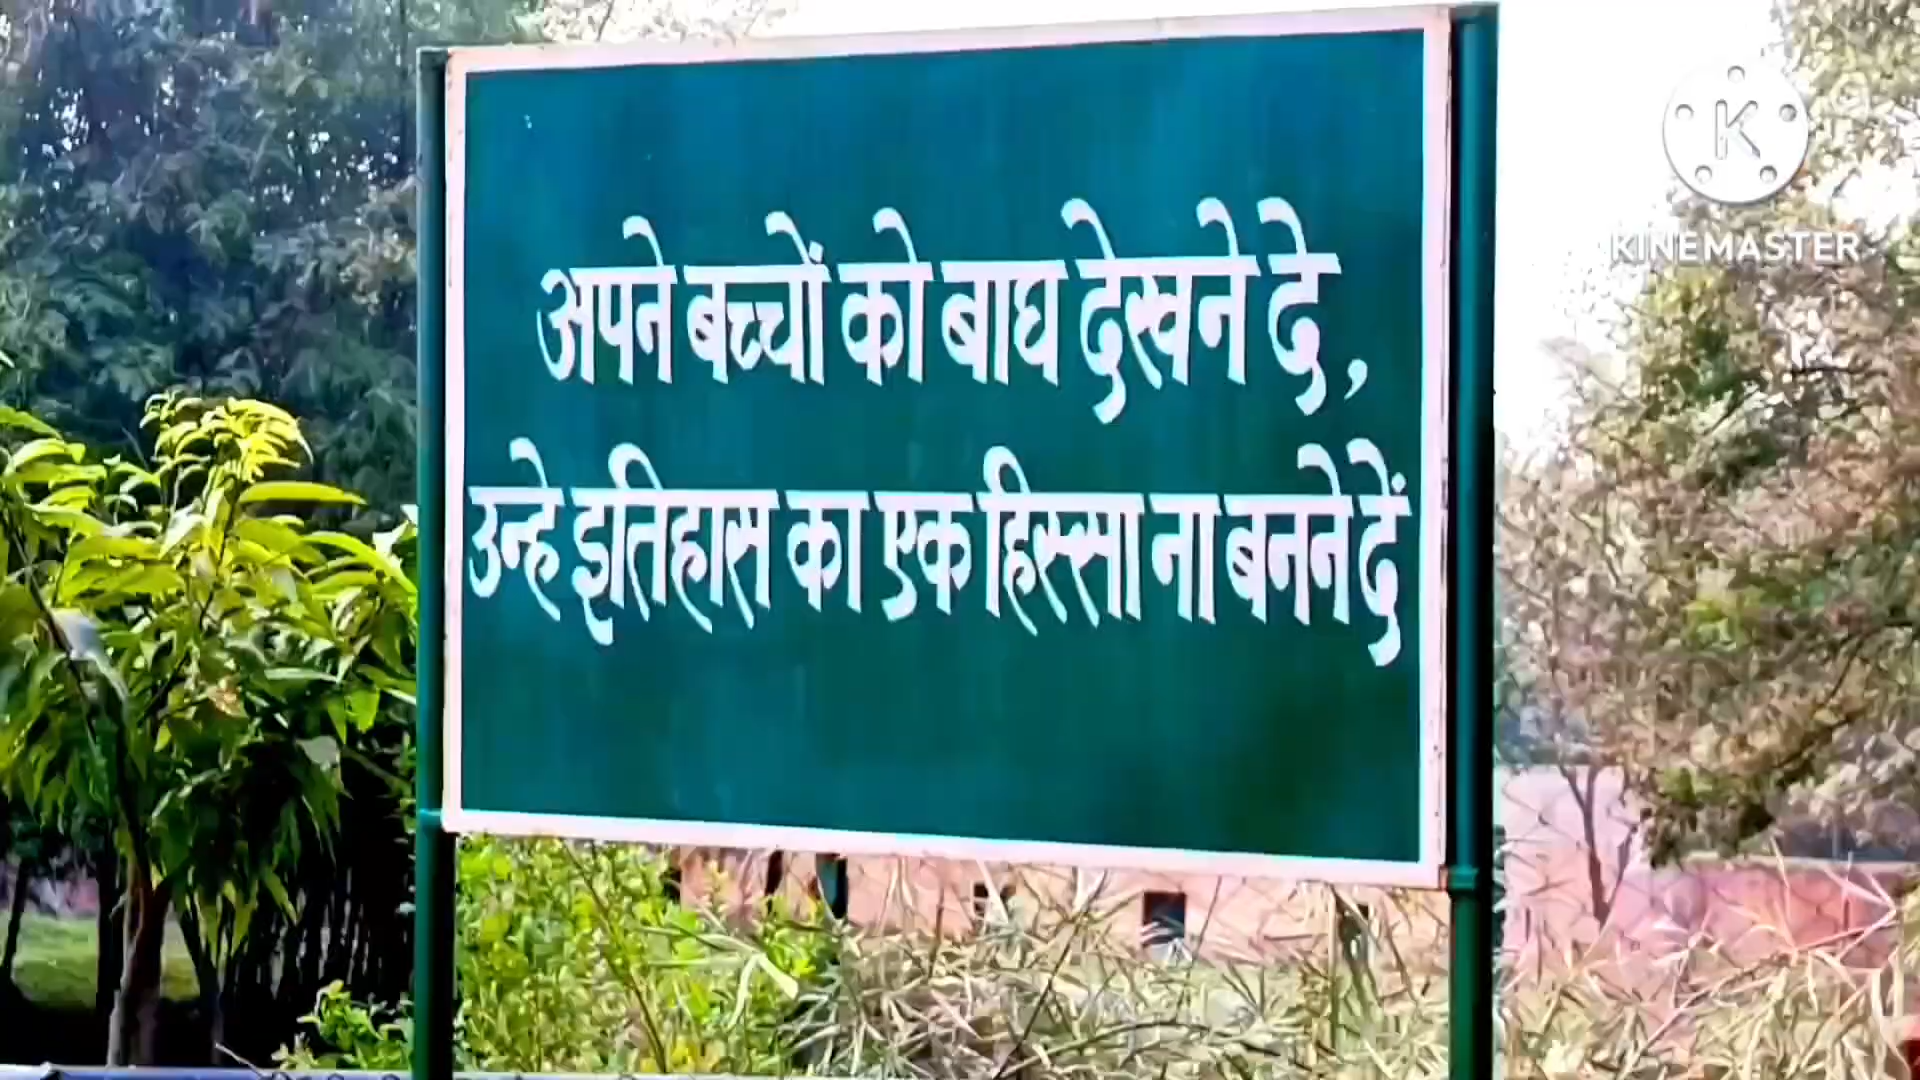 अपने बच्चों को बाघ देखने दे ,
उन्हे इतिहास का एक हिस्सा ना बनने दें
K
KINEMASTER